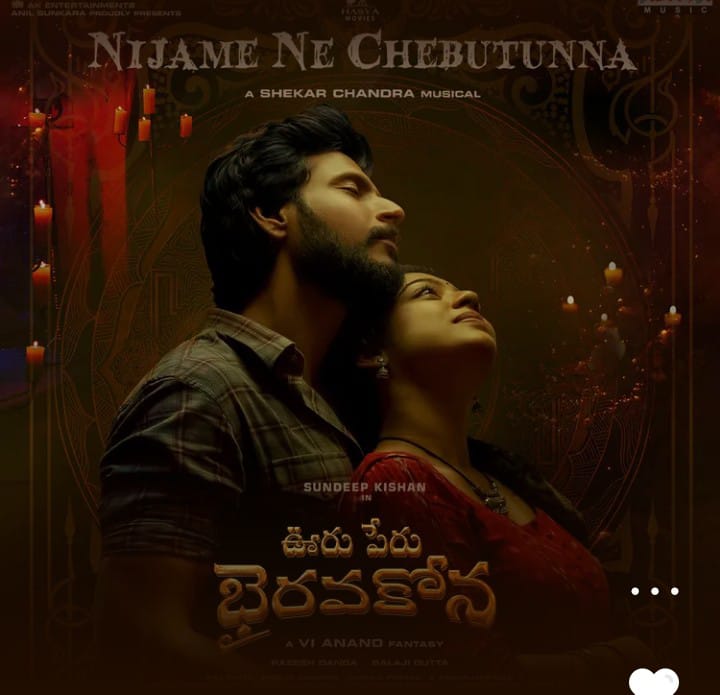 AK ENTERTAINMENTS
ANIL SUNKARA PROUDLY PRESENTS
HASYA
MOVIES
MUSIC
NIJAME NE CHEBUTUNNA
A SHEKAR CHANDRA MUSICAL
SUNDEEP KISHAN
IN
ఊరు పేరు
భైరవకోన
A VI ANAND FANTASY
RAJESH DANDA BALAJI GUTTA